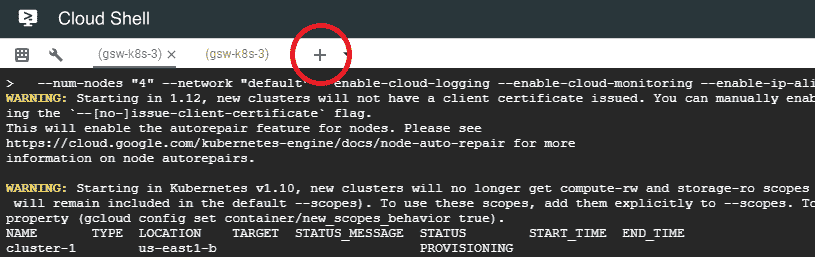 Cloud Shell
(gsw-k8s-3) ×
(gsw-k8s-3)
+
> --num-nodes "4" --network "default" --enable-cloud-logging --enable-cloud-monitoring --enable-ip-ali
WARNING: Starting in 1.12, new clusters will not have a client certificate issued. You can manually enab
ing the `--[no-]issue-client-certificate` flag.
This will enable the autorepair feature for nodes. Please see
https://cloud.google.com/kubernetes-engine/docs/node-auto-repair for more
information on node autorepairs.
WARNING: Starting in Kubernetes v1.10, new clusters will no longer get compute-rw and storage-ro scopes
will remain included in the default --scopes). To use these scopes, add them explicitly to --scopes. To
property (gcloud config set container/new_scopes_behavior true).
NAME TYPE LOCATION TARGET STATUS_MESSAGE STATUS START_TIME END_TIME
cluster-1 us-east1-b PROVISIONING